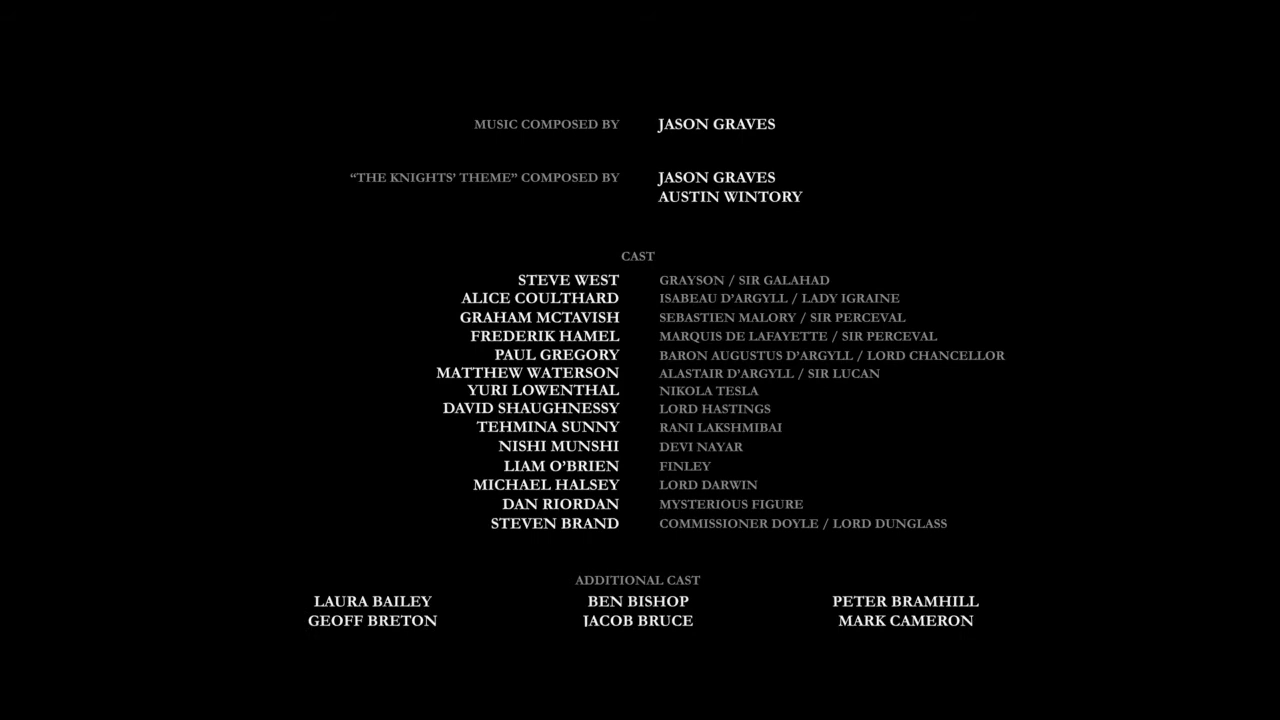 MUSIC COMPOSED BY JASON GRAVES
“THE KNIGHTS’ THEME” COMPOSED BY JASON GRAVES
AUSTIN WINTORY
CAST
STEVE WEST GRAYSON / SIR GALAHAD
ALICE COULTHARD ISABEAU D’ARGYLL / LADY IGRAINE
GRAHAM MCTAVISH SEBASTIEN MALORY / SIR PERCEVAL
FREDERIK HAMEL MARQUIS DE LAFAYETTE / SIR PERCEVAL
PAUL GREGORY BARON AUGUSTUS D’ARGYLL / LORD CHANCELLOR
MATTHEW WATERSON ALASTAIR D’ARGYLL / SIR LUCAN
YURI LOWENTHAL NIKOLA TESLA
DAVID SHAUGHNESSY LORD HASTINGS
TEHMINA SUNNY RANI LAKSHMIBAI
NISHI MUNSHI DEVI NAYAR
LIAM O’BRIEN FINLEY
MICHAEL HALSEY LORD DARWIN
DAN RIORDAN MYSTERIOUS FIGURE
STEVEN BRAND COMMISSIONER DOYLE / LORD DUNGLASS
ADDITIONAL CAST
LAURA BAILEY BEN BISHOP PETER BRAMHILL
GEOFF BRETON JACOB BRUCE MARK CAMERON